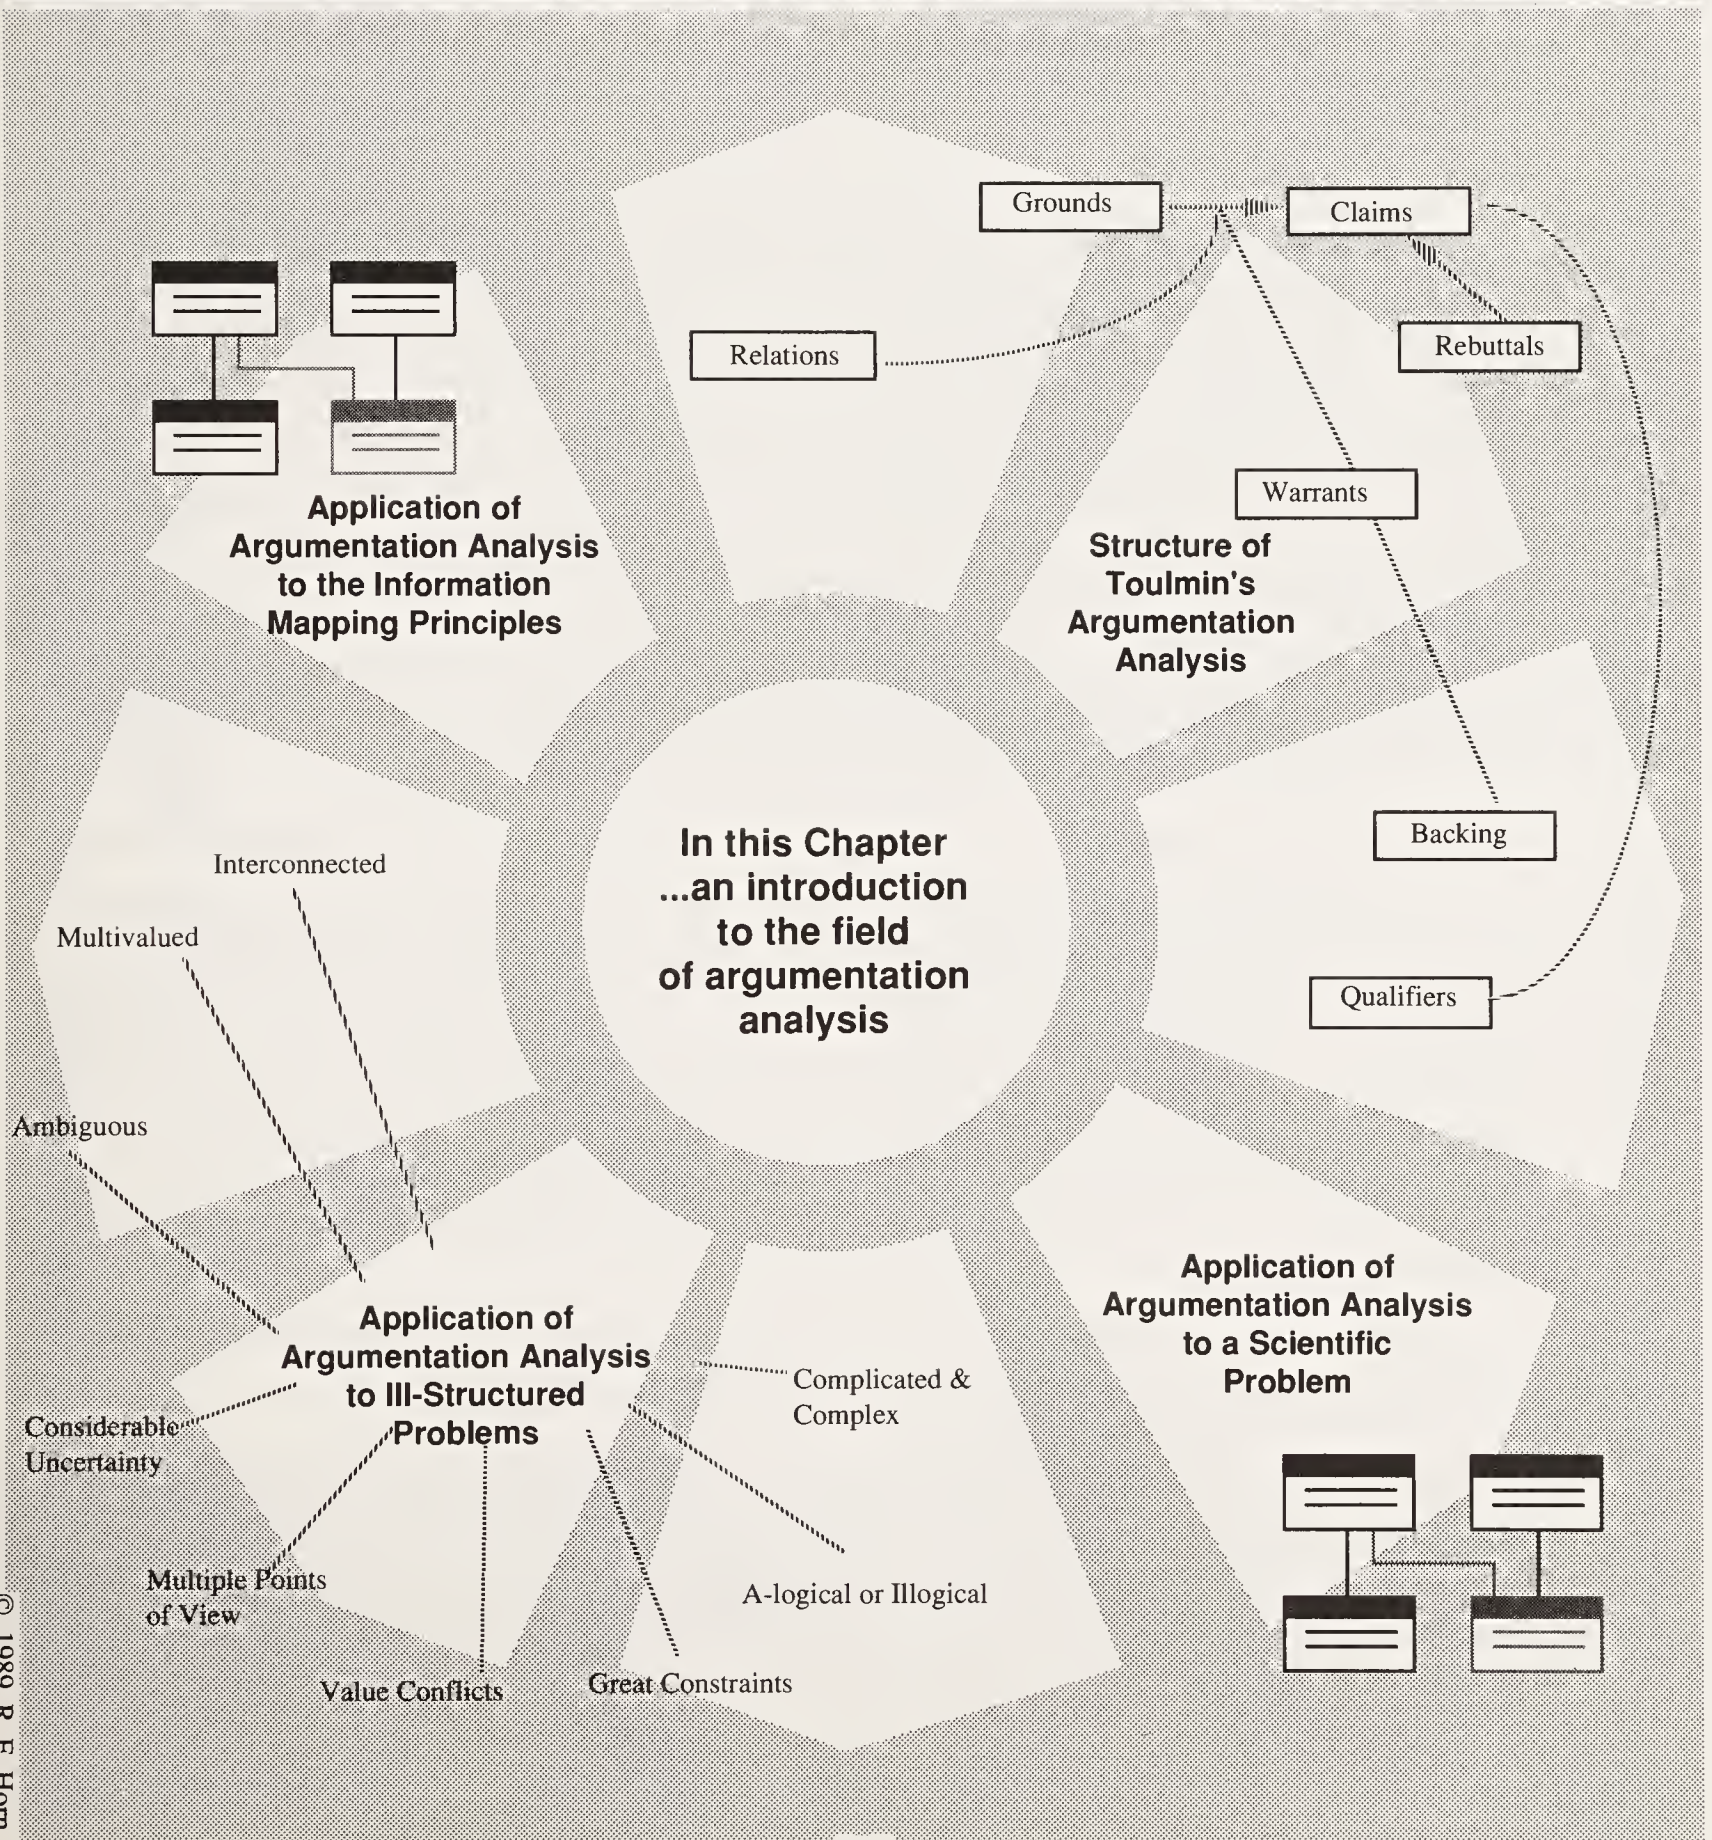 Grounds
Claims
Relations
Rebuttals
Warrants
Application of
Argumentation Analysis
to the Information
Mapping Principles
Structure of
Toulmin's
Argumentation
Analysis
Backing
Qualifiers
In this Chapter
...an introduction
to the field
of argumentation
analysis
Interconnected
Multivalued
Ambiguous
Application of
Argumentation Analysis
to Ill-Structured
Problems
Considerable
Uncertainty
Multiple Points
of View
Value Conflicts
Great Constraints
A-logical or Illogical
Complicated &
Complex
Application of
Argumentation Analysis
to a Scientific
Problem
© 1989 R E Horn